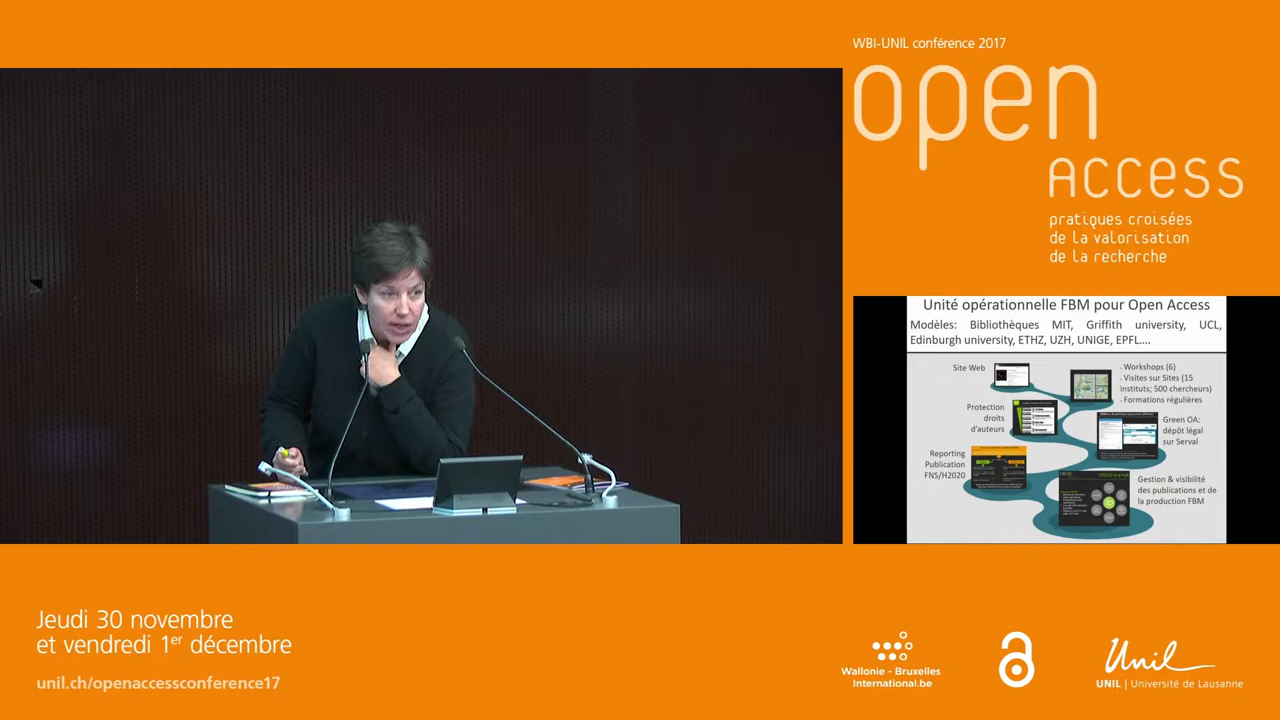 WBI-UNIL conférence 2017
open
ACCESS
pratiques croisées
de la valorisation
de la recherche
Unité opérationnelle FBM pour Open Access
Modèles: Bibliothèques MIT, Griffith university, UCL,
Edinburgh university, ETHZ, UZH, UNIGE, EPFL....
Site Web
- Workshops (6)
- Visites sur Sites (15
instituts; 500 chercheurs)
- Formations régulières
Protection
droits
d'auteurs
Green OA:
dépôt légal
sur Serval
Reporting
Publication
FNS/H2020
Gestion & visibilité
des publications et de
la production FBM
Jeudi 30 novembre
et vendredi 1er décembre
unil.ch/openaccessconference17
Wallonie - Bruxelles
International.be
Unil
UNIL | Université de Lausanne